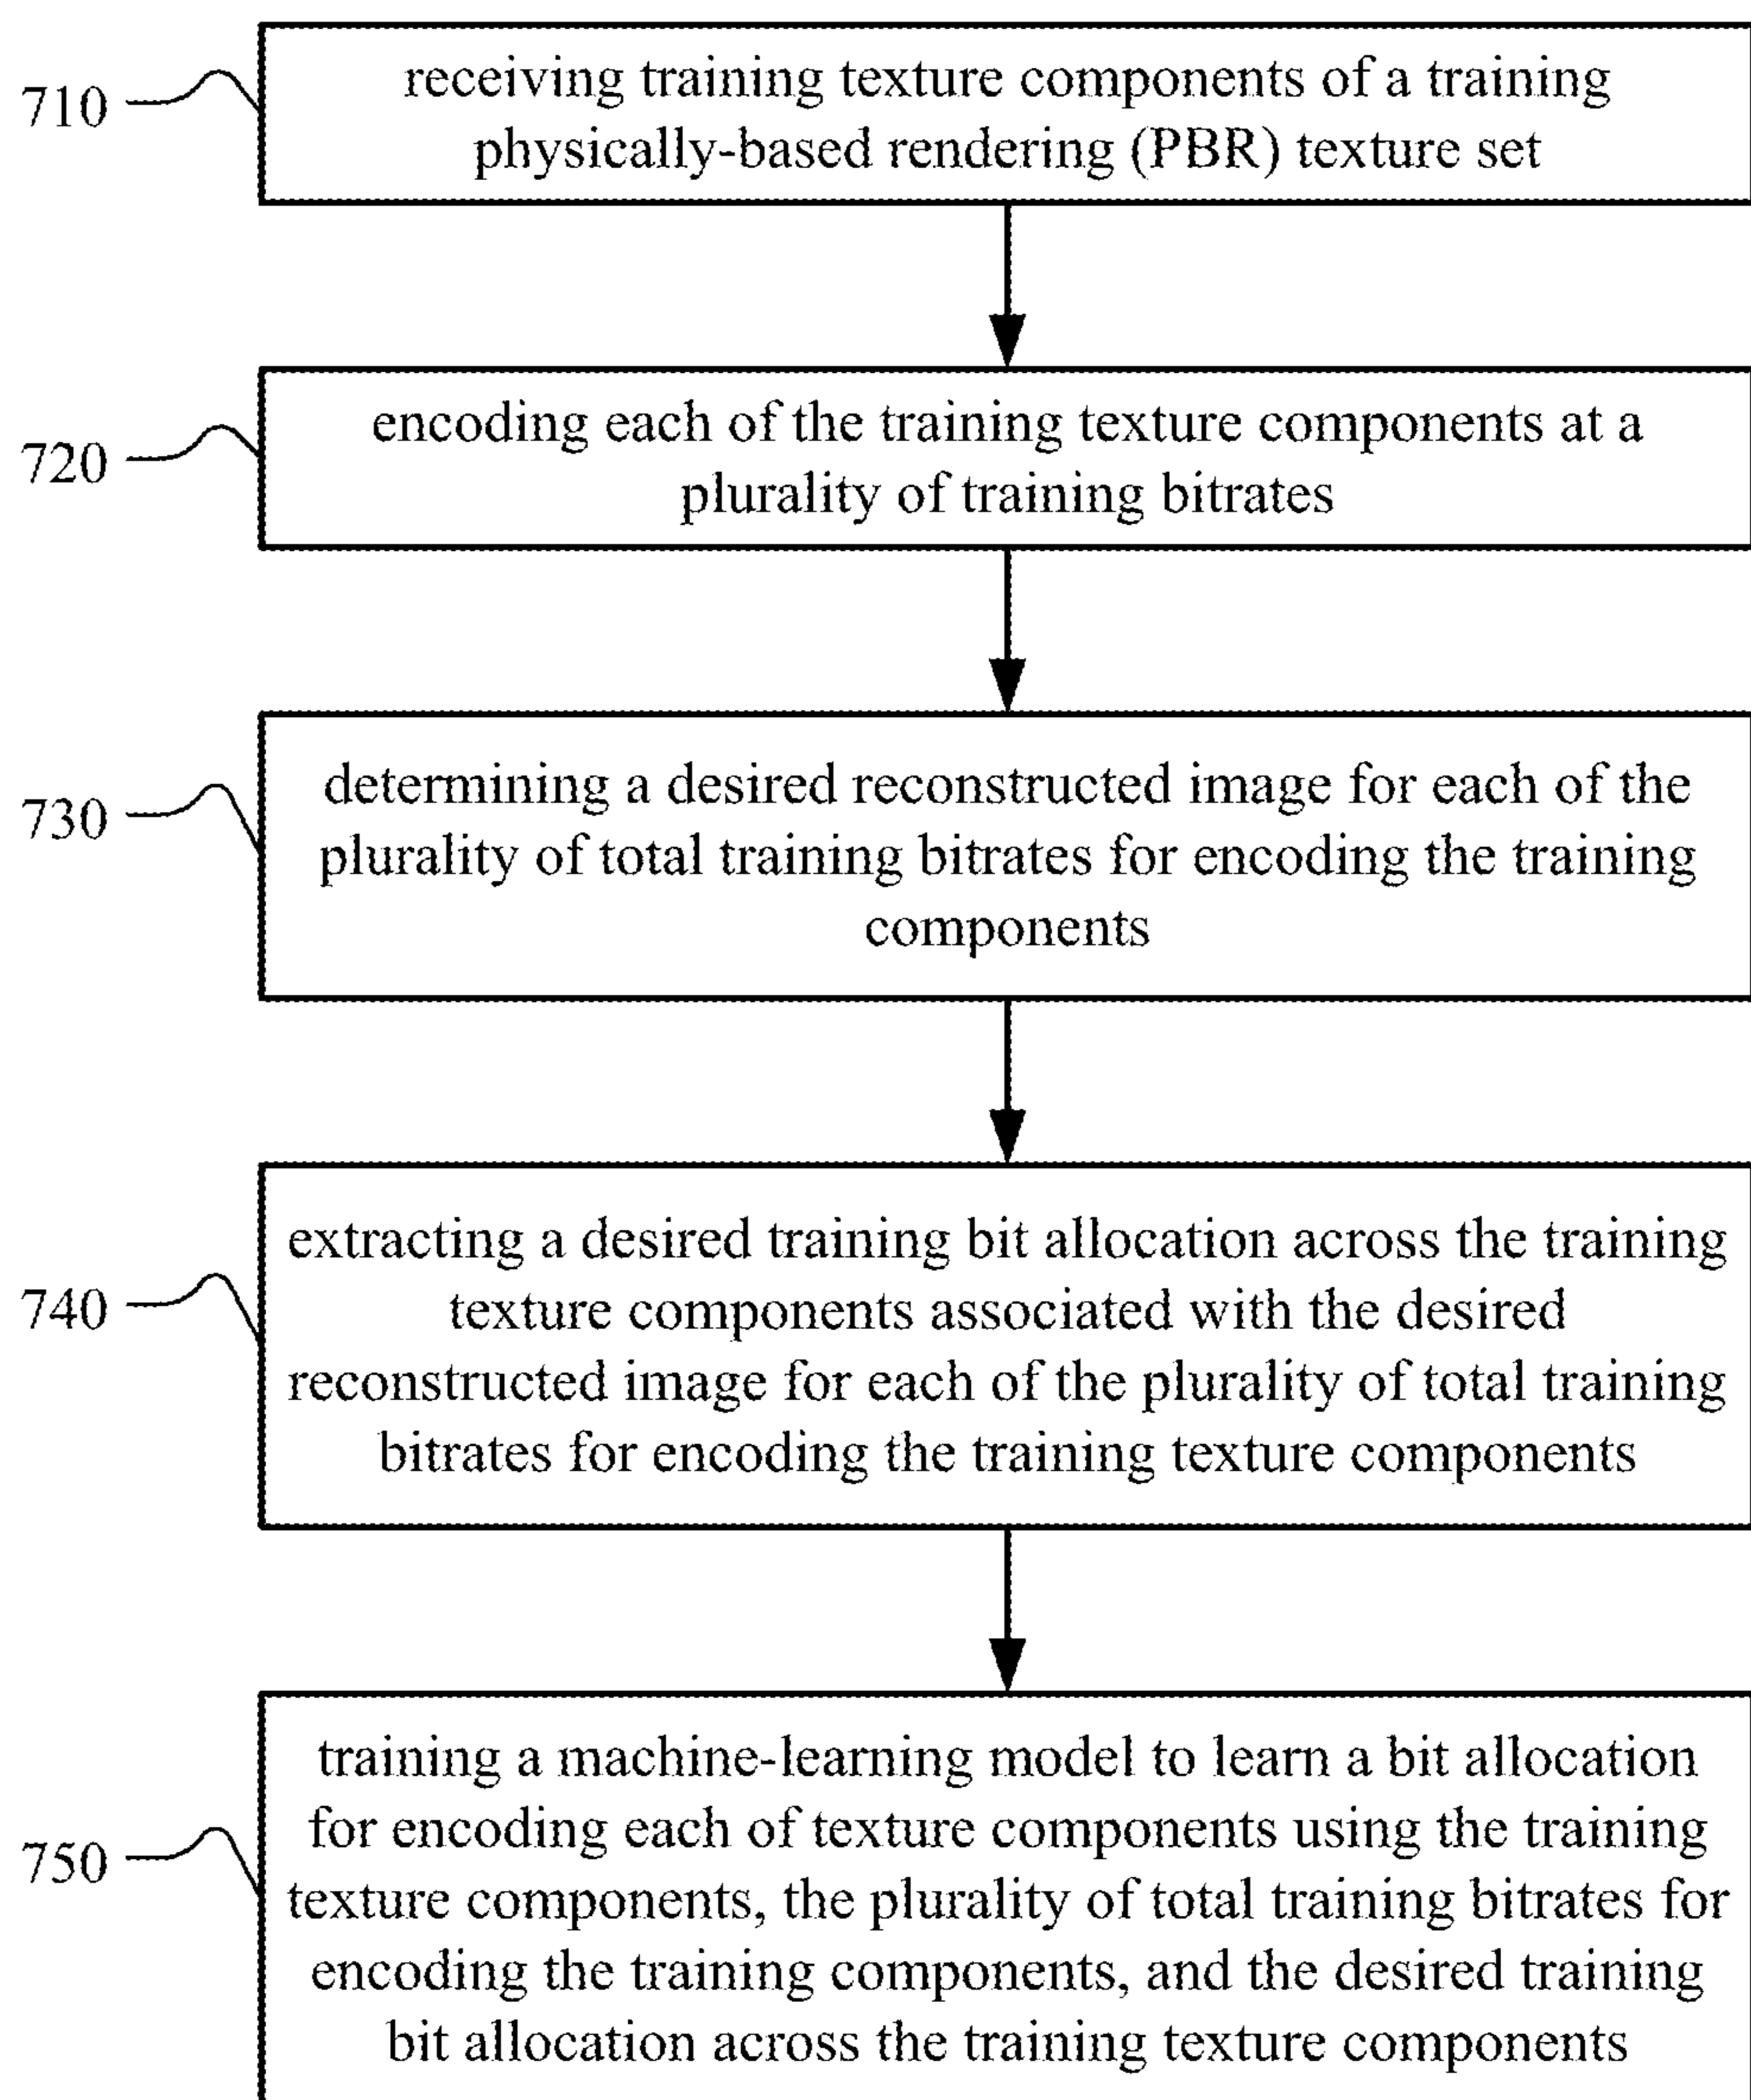 710
receiving training texture components of a training
physically-based rendering (PBR) texture set
720
encoding each of the training texture components at a
plurality of training bitrates
730
determining a desired reconstructed image for each of the
plurality of total training bitrates for encoding the training
components
740
extracting a desired training bit allocation across the training
texture components associated with the desired
reconstructed image for each of the plurality of total training
bitrates for encoding the training texture components
750
training a machine-learning model to learn a bit allocation
for encoding each of texture components using the training
texture components, the plurality of total training bitrates for
encoding the training components, and the desired training
bit allocation across the training texture components